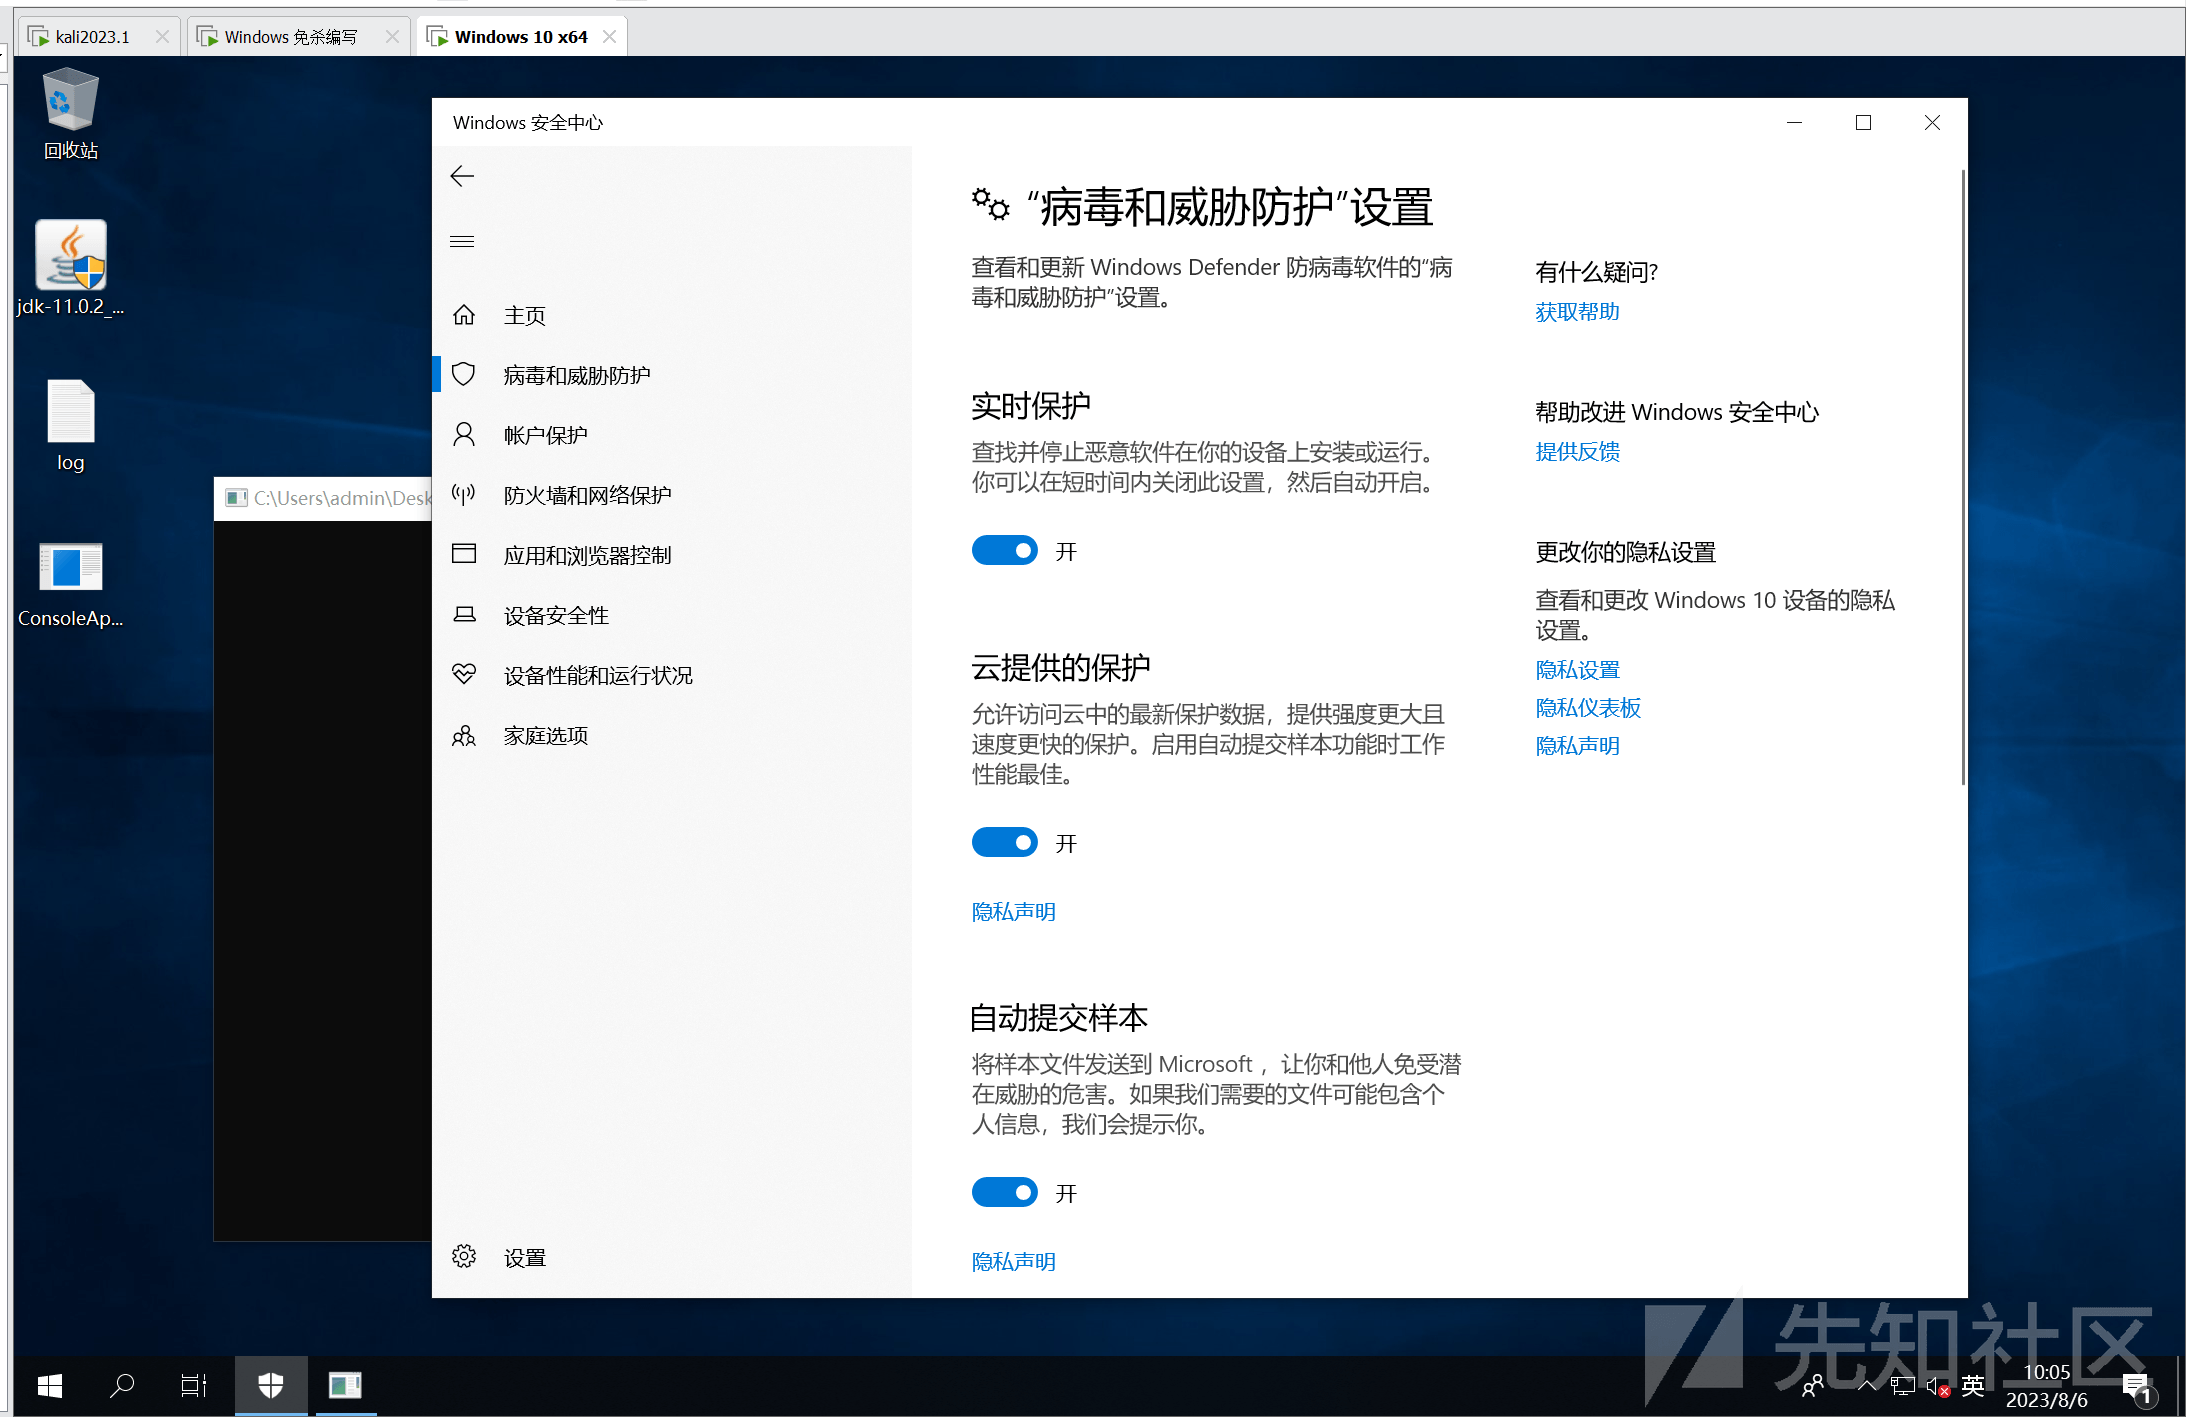 kali2023.1
Windows 免杀编写
Windows 10 x64
回收站
jdk-11.0.2_...
log
ConsoleAp...
C:\Users\admin\Desk
Windows 安全中心
主页
病毒和威胁防护
帐户保护
防火墙和网络保护
应用和浏览器控制
设备安全性
设备性能和运行状况
家庭选项
设置
“病毒和威胁防护”设置
查看和更新 Windows Defender 防病毒软件的“病
毒和威胁防护”设置。
实时保护
查找并停止恶意软件在你的设备上安装或运行。
你可以在短时间内关闭此设置，然后自动开启。
开
云提供的保护
允许访问云中的最新保护数据，提供强度更大且
速度更快的保护。启用自动提交样本功能时工作
性能最佳。
开
隐私声明
自动提交样本
将样本文件发送到 Microsoft ，让你和他人免受潜
在威胁的危害。如果我们需要的文件可能包含个
人信息，我们会提示你。
开
隐私声明
有什么疑问?
获取帮助
帮助改进 Windows 安全中心
提供反馈
更改你的隐私设置
查看和更改 Windows 10 设备的隐私
设置。
隐私设置
隐私仪表板
隐私声明
先知社区
英
10:05
2023/8/6
1